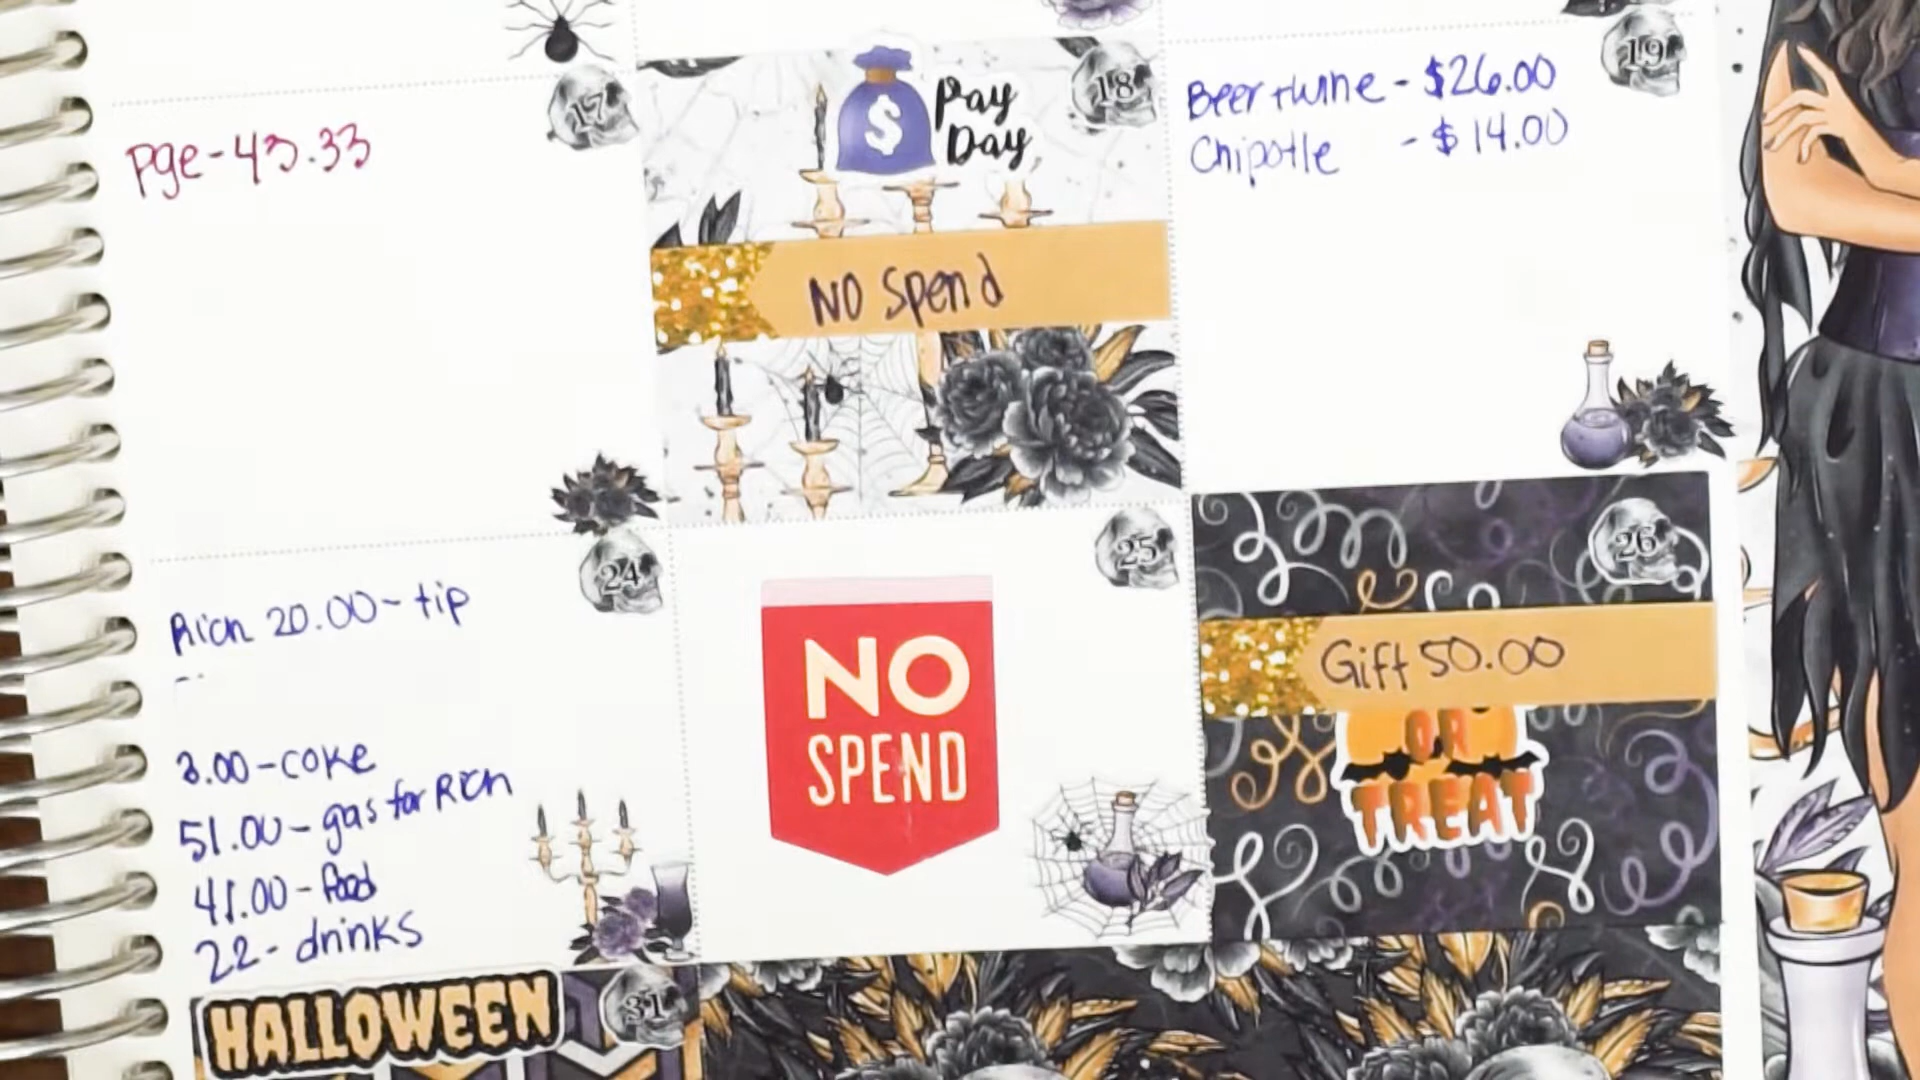 17
Pge-43.33
18
$
Pay
Day
NO Spend
19
Beer + wine - $26.00
Chipotle - $14.00
24
Rich 20.00- tip
3.00-coke
51.00- gas for Rich
41.00- food
22- drinks
25
NO
SPEND
26
Gift 50.00
OR
TREAT
HALLOWEEN
31